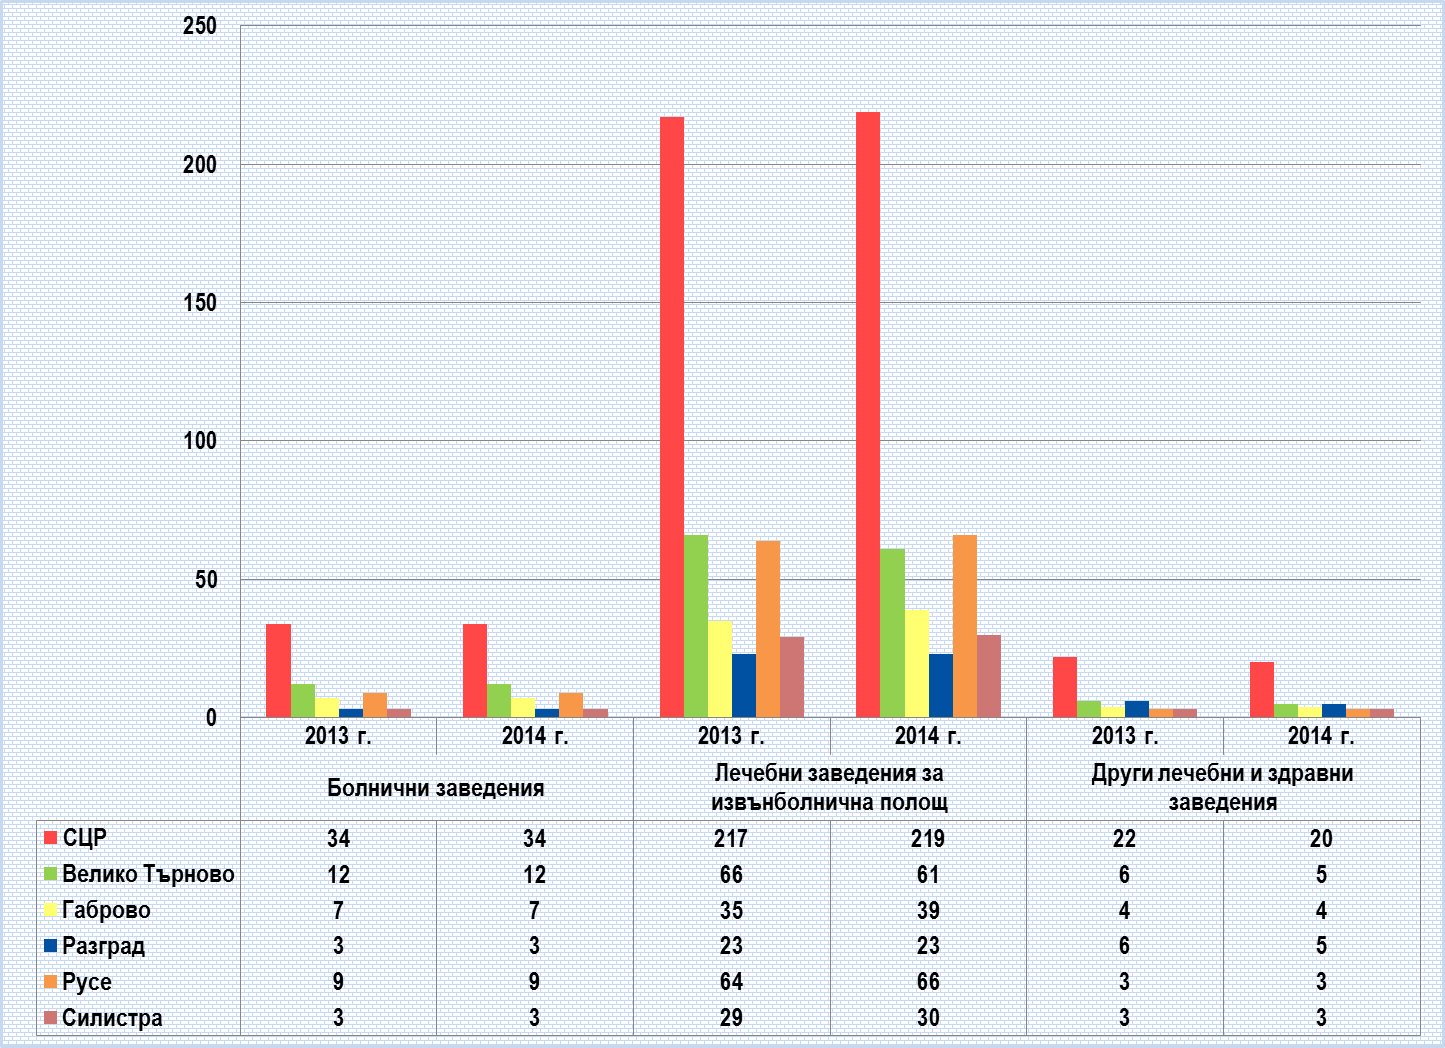 250
200
150
100
50
0
2013 г. 2014 г. 2013 г. 2014 г. 2013 г. 2014 г.
Болнични заведения
Лечебни заведения за
извънболнична полощ
Други лечебни и здравни
заведения
СЦР 34 34 217 219 22 20
Велико Търново 12 12 66 61 6 5
Габрово 7 7 35 39 4 4
Разград 3 3 23 23 6 5
Русе 9 9 64 66 3 3
Силистра 3 3 29 30 3 3